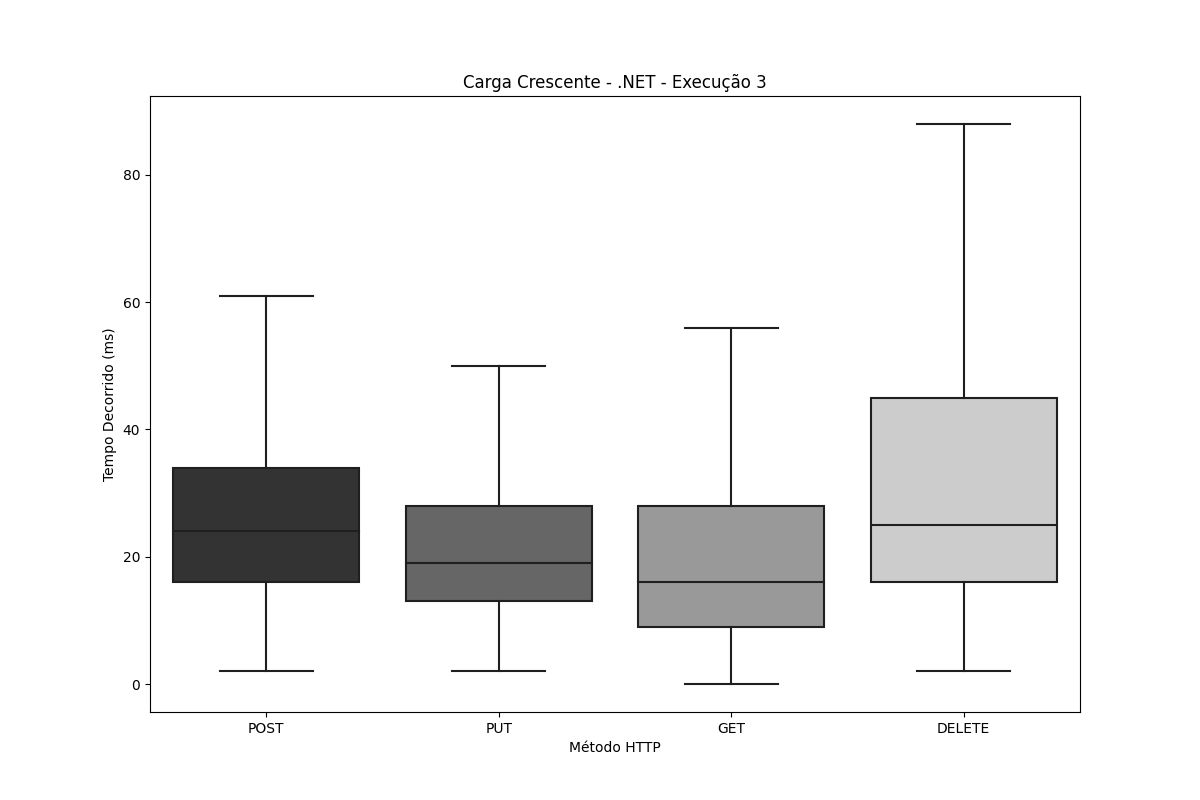 Carga Crescente - .NET - Execução 3
Tempo Decorrido (ms)
80
60
40
20
0
POST PUT GET DELETE
Método HTTP